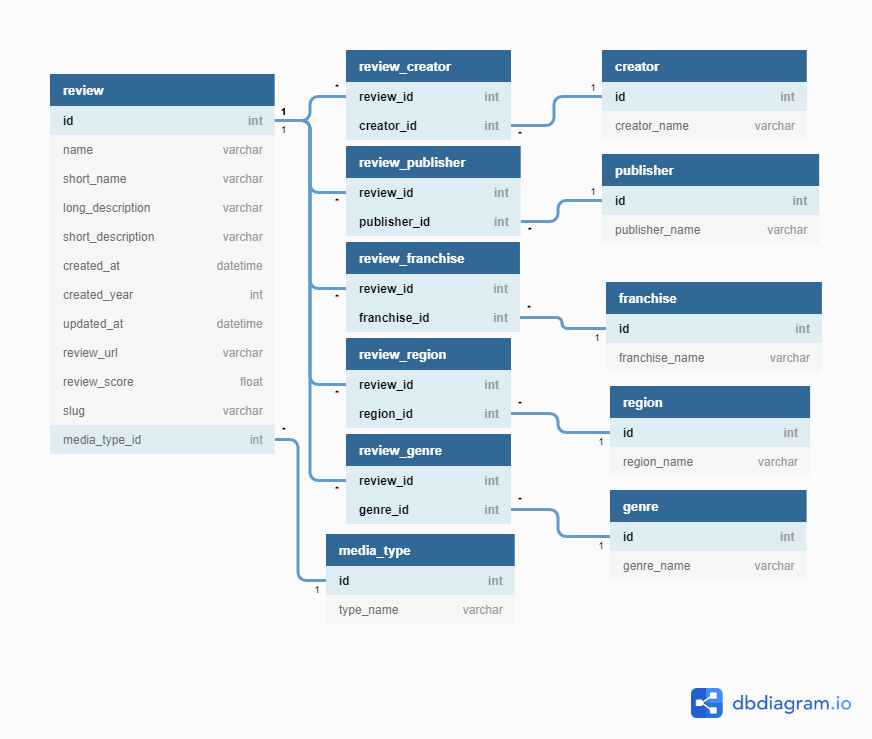 review
id int
name varchar
short_name varchar
long_description varchar
short_description varchar
created_at datetime
created_year int
updated_at datetime
review_url varchar
review_score float
slug varchar
media_type_id int
1
1
*
review_creator
review_id int
creator_id int
*
*
review_publisher
review_id int
publisher_id int
*
*
review_franchise
review_id int
franchise_id int
*
*
review_region
review_id int
region_id int
*
*
review_genre
review_id int
genre_id int
*
*
media_type
id int
type_name varchar
1
creator
id int
creator_name varchar
1
publisher
id int
publisher_name varchar
1
franchise
id int
franchise_name varchar
1
region
id int
region_name varchar
1
genre
id int
genre_name varchar
1
dbdiagram.io